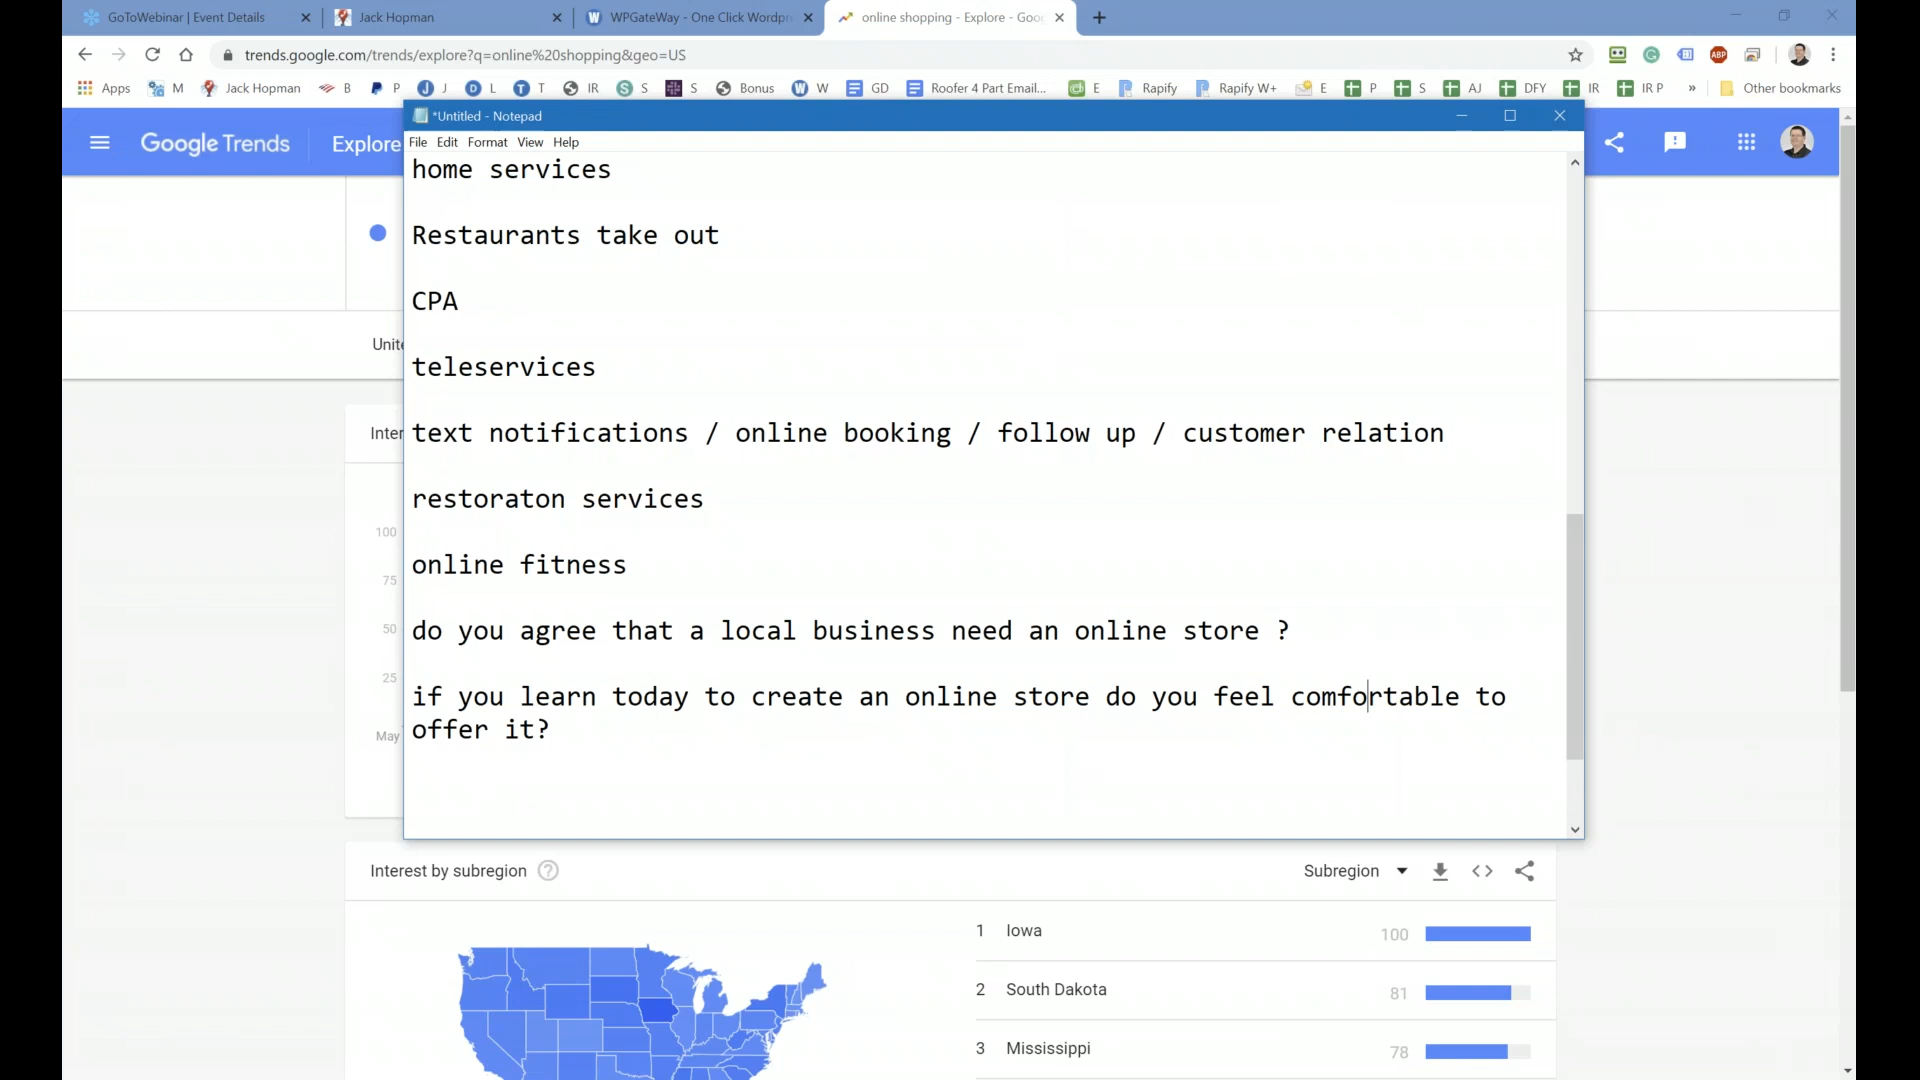 GoToWebinar | Event Details
Jack Hopman
WPGateWay - One Click Wordpr
online shopping - Explore - Goo
trends.google.com/trends/explore?q=online%20shopping&geo=US
Apps M Jack Hopman B P J L T IR S S Bonus W GD Roofer 4 Part Email... E Rapify Rapify W+ E P S AJ DFY IR IR P » Other bookmarks
*Untitled - Notepad
File Edit Format View Help
Google Trends Explore
home services
Restaurants take out
CPA
Unite
teleservices
Inter
text notifications / online booking / follow up / customer relation
restoraton services
100
online fitness
75
do you agree that a local business need an online store ?
50
25
if you learn today to create an online store do you feel comfortable to
offer it?
May
Interest by subregion ?
Subregion
1 Iowa 100
2 South Dakota 81
3 Mississippi 78